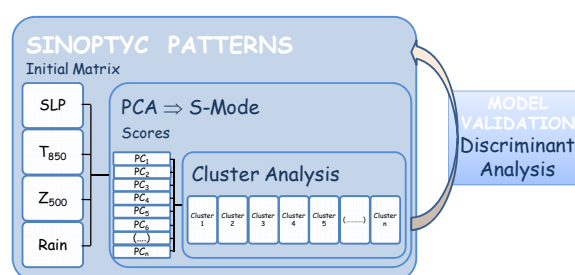 SINOPTYC PATTERNS
Initial Matrix
SLP
T850
Z500
Rain
PCA ⇒ S-Mode
Scores
PC1
PC2
PC3
PC4
PC5
PC6
(....)
PCn
Cluster Analysis
Cluster
1
Cluster
2
Cluster
3
Cluster
4
Cluster
5
(.........)
Cluster
n
MODEL
VALIDATION
Discriminant
Analysis